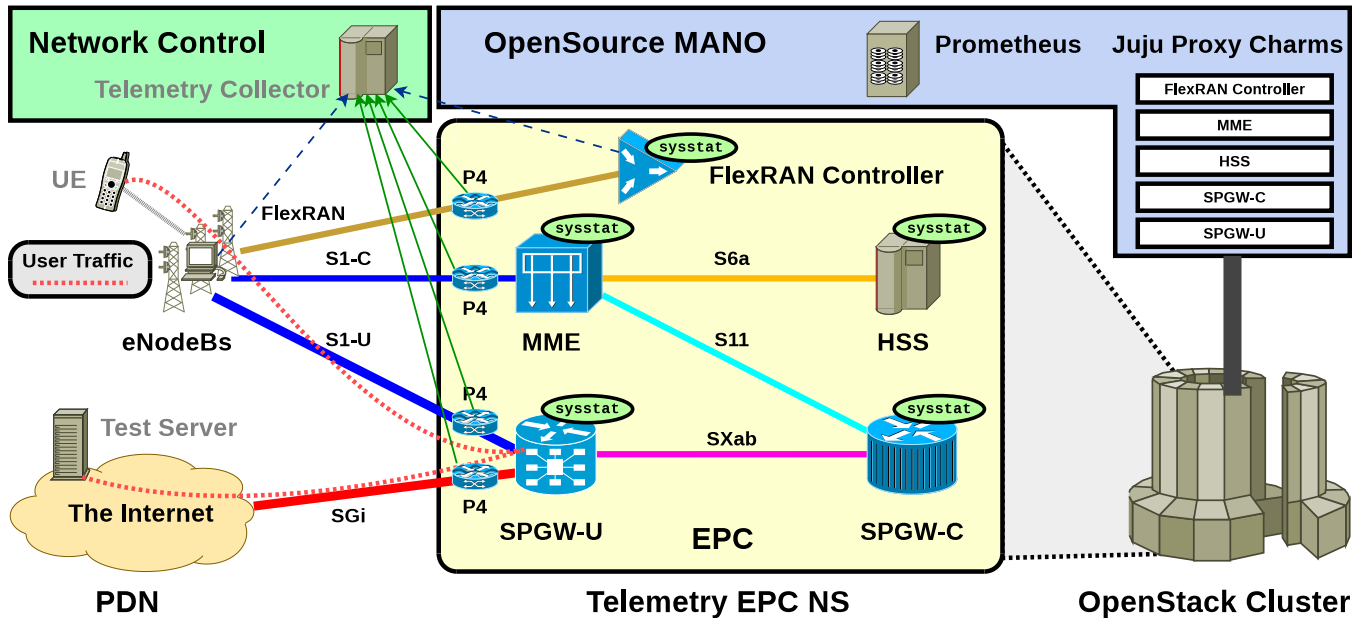 Network Control
Telemetry Collector
OpenSource MANO
Prometheus
Juju Proxy Charms
FlexRAN Controller
MME
HSS
SPGW-C
SPGW-U
UE
User Traffic
eNodeBs
FlexRAN
S1-C
S1-U
P4
P4
P4
P4
sysstat
FlexRAN Controller
sysstat
MME
S6a
sysstat
HSS
S11
sysstat
SPGW-U
SXab
sysstat
SPGW-C
EPC
Test Server
The Internet
SGi
PDN
Telemetry EPC NS
OpenStack Cluster